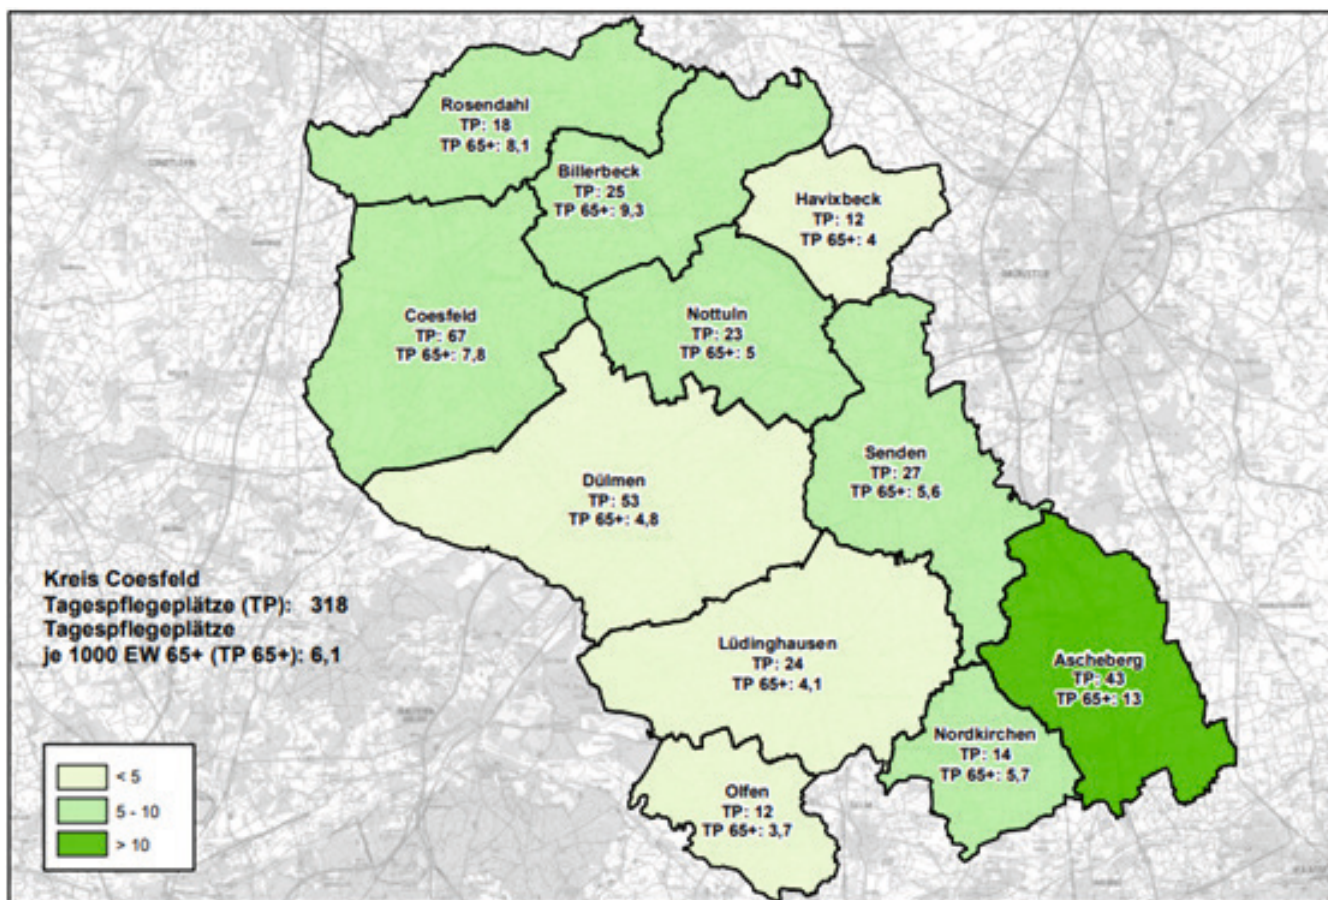 Rosendahl
TP: 18
TP 65+: 8,1
Billerbeck
TP: 25
TP 65+: 9,3
Havixbeck
TP: 12
TP 65+: 4
Coesfeld
TP: 67
TP 65+: 7,8
Nottuln
TP: 23
TP 65+: 5
Senden
TP: 27
TP 65+: 5,6
Dülmen
TP: 53
TP 65+: 4,8
Kreis Coesfeld
Tagespflegeplätze (TP): 318
Tagespflegeplätze
je 1000 EW 65+ (TP 65+): 6,1
Lüdinghausen
TP: 24
TP 65+: 4,1
Ascheberg
TP: 43
TP 65+: 13
Nordkirchen
TP: 14
TP 65+: 5,7
Olfen
TP: 12
TP 65+: 3,7
< 5
5 - 10
> 10
MÜNSTER